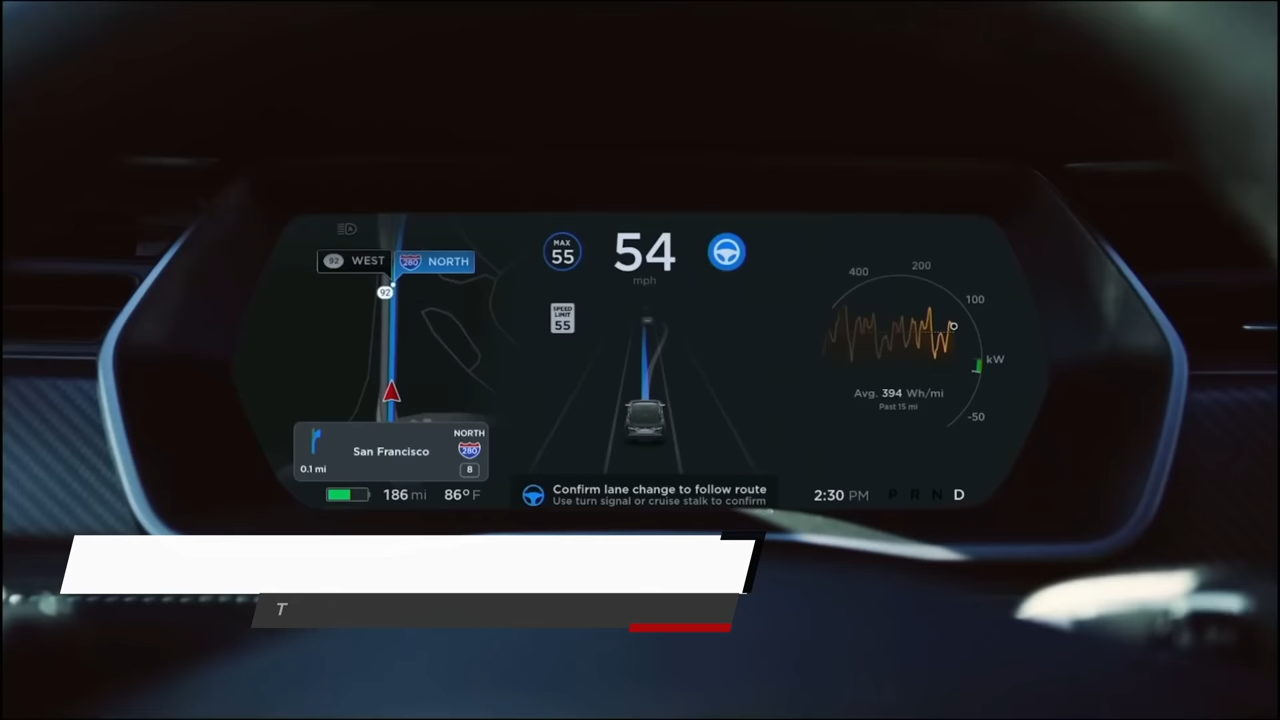 92 WEST
280 NORTH
92
MAX
55
54
mph
SPEED
LIMIT
55
400
200
100
kW
-50
Avg. 394 Wh/mi
Past 15 mi
NORTH
San Francisco
280
0.1 mi
8
186 mi
86° F
Confirm lane change to follow route
Use turn signal or cruise stalk to confirm
2:30 PM
P R N D
T